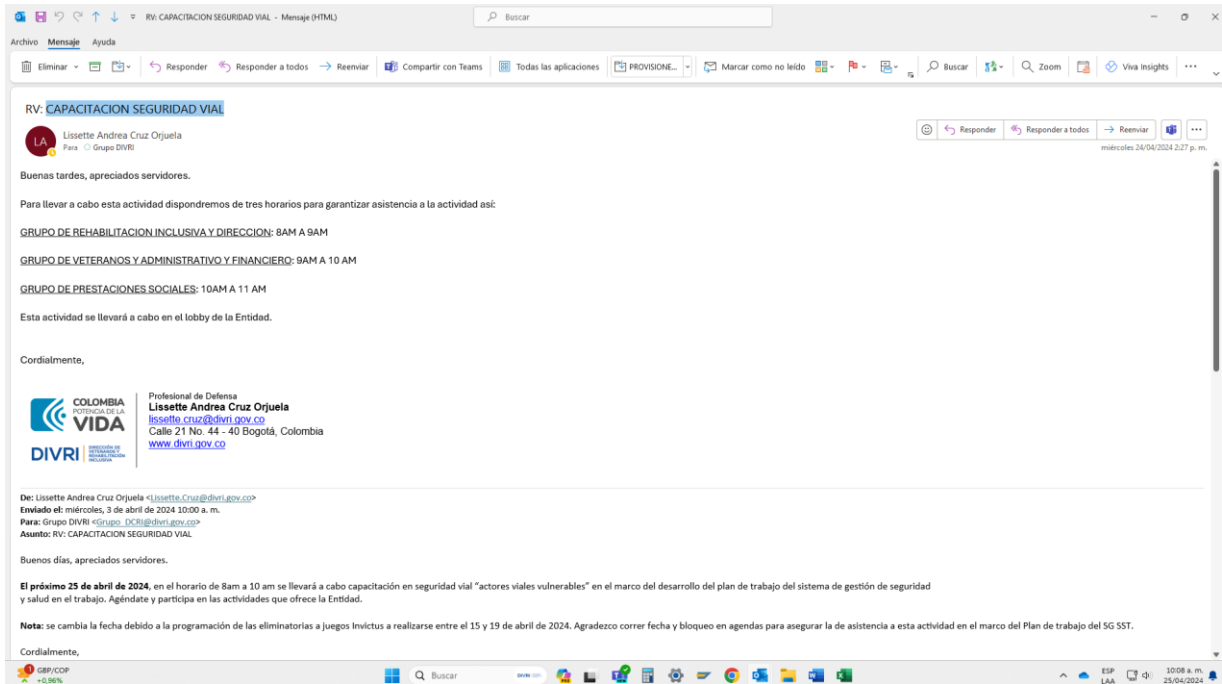 RV: CAPACITACION SEGURIDAD VIAL - Mensaje (HTML)
Buscar
Archivo Mensaje Ayuda
Eliminar Responder Responder a todos Reenviar Compartir con Teams Todas las aplicaciones PROVISIONE... Marcar como no leído Buscar Zoom Viva Insights
RV: CAPACITACION SEGURIDAD VIAL
LA
Lissette Andrea Cruz Orjuela
Para Grupo DIVRI
Responder Responder a todos Reenviar
miércoles 24/04/2024 2:27 p. m.
Buenas tardes, apreciados servidores.
Para llevar a cabo esta actividad dispondremos de tres horarios para garantizar asistencia a la actividad así:
GRUPO DE REHABILITACION INCLUSIVA Y DIRECCION: 8AM A 9AM
GRUPO DE VETERANOS Y ADMINISTRATIVO Y FINANCIERO: 9AM A 10 AM
GRUPO DE PRESTACIONES SOCIALES: 10AM A 11 AM
Esta actividad se llevará a cabo en el lobby de la Entidad.
Cordialmente,
COLOMBIA
POTENCIA DE LA
VIDA
DIVRI
DIRECCIÓN DE
VETERANOS Y
REHABILITACIÓN
INCLUSIVA
Profesional de Defensa
Lissette Andrea Cruz Orjuela
lissette.cruz@divri.gov.co
Calle 21 No. 44 - 40 Bogotá, Colombia
www.divri.gov.co
De: Lissette Andrea Cruz Orjuela <Lissette.Cruz@divri.gov.co>
Enviado el: miércoles, 3 de abril de 2024 10:00 a. m.
Para: Grupo DIVRI <Grupo_DCRI@divri.gov.co>
Asunto: RV: CAPACITACION SEGURIDAD VIAL
Buenos días, apreciados servidores.
El próximo 25 de abril de 2024, en el horario de 8am a 10 am se llevará a cabo capacitación en seguridad vial “actores viales vulnerables” en el marco del desarrollo del plan de trabajo del sistema de gestión de seguridad
y salud en el trabajo. Agéndate y participa en las actividades que ofrece la Entidad.
Nota: se cambia la fecha debido a la programación de las eliminatorias a juegos Invictus a realizarse entre el 15 y 19 de abril de 2024. Agradezco correr fecha y bloqueo en agendas para asegurar la de asistencia a esta actividad en el marco del Plan de trabajo del SG SST.
Cordialmente,
1
GBP/COP
+0,96%
Buscar
ESP
LAA
10:08 a. m.
25/04/2024